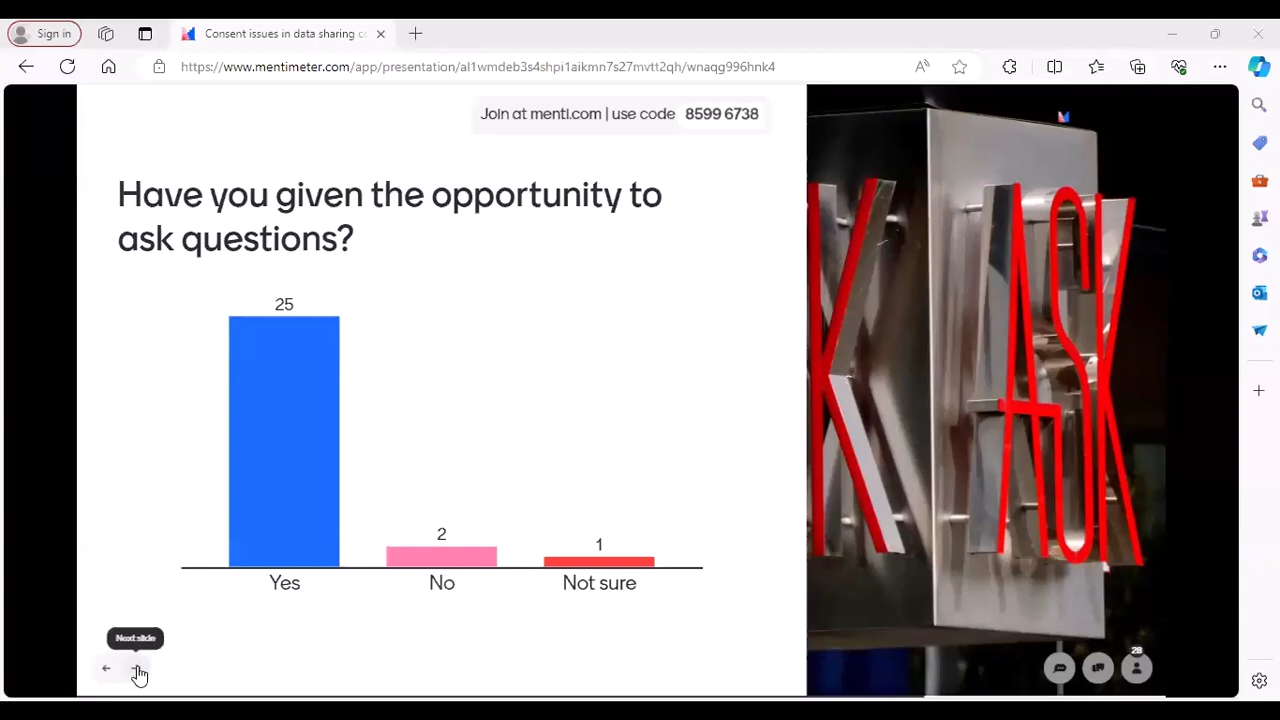 Sign in
Consent issues in data sharing co
https://www.mentimeter.com/app/presentation/al1wmdeb3s4shpi1aikmn7s27mvtt2qh/wnaqg996hnk4
Join at menti.com | use code 8599 6738
Have you given the opportunity to
ask questions?
25
2
1
Yes
No
Not sure
Next slide
K
ASK
28